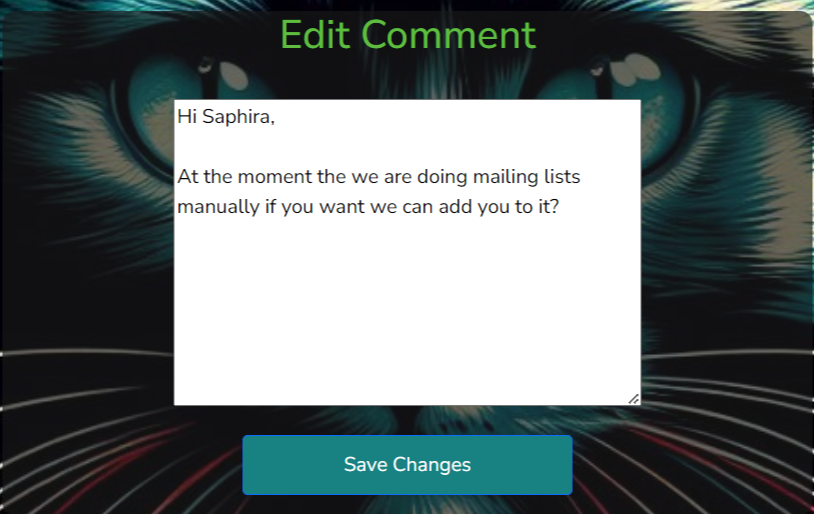 Edit Comment
Hi Saphira,
At the moment the we are doing mailing lists
manually if you want we can add you to it?
Save Changes